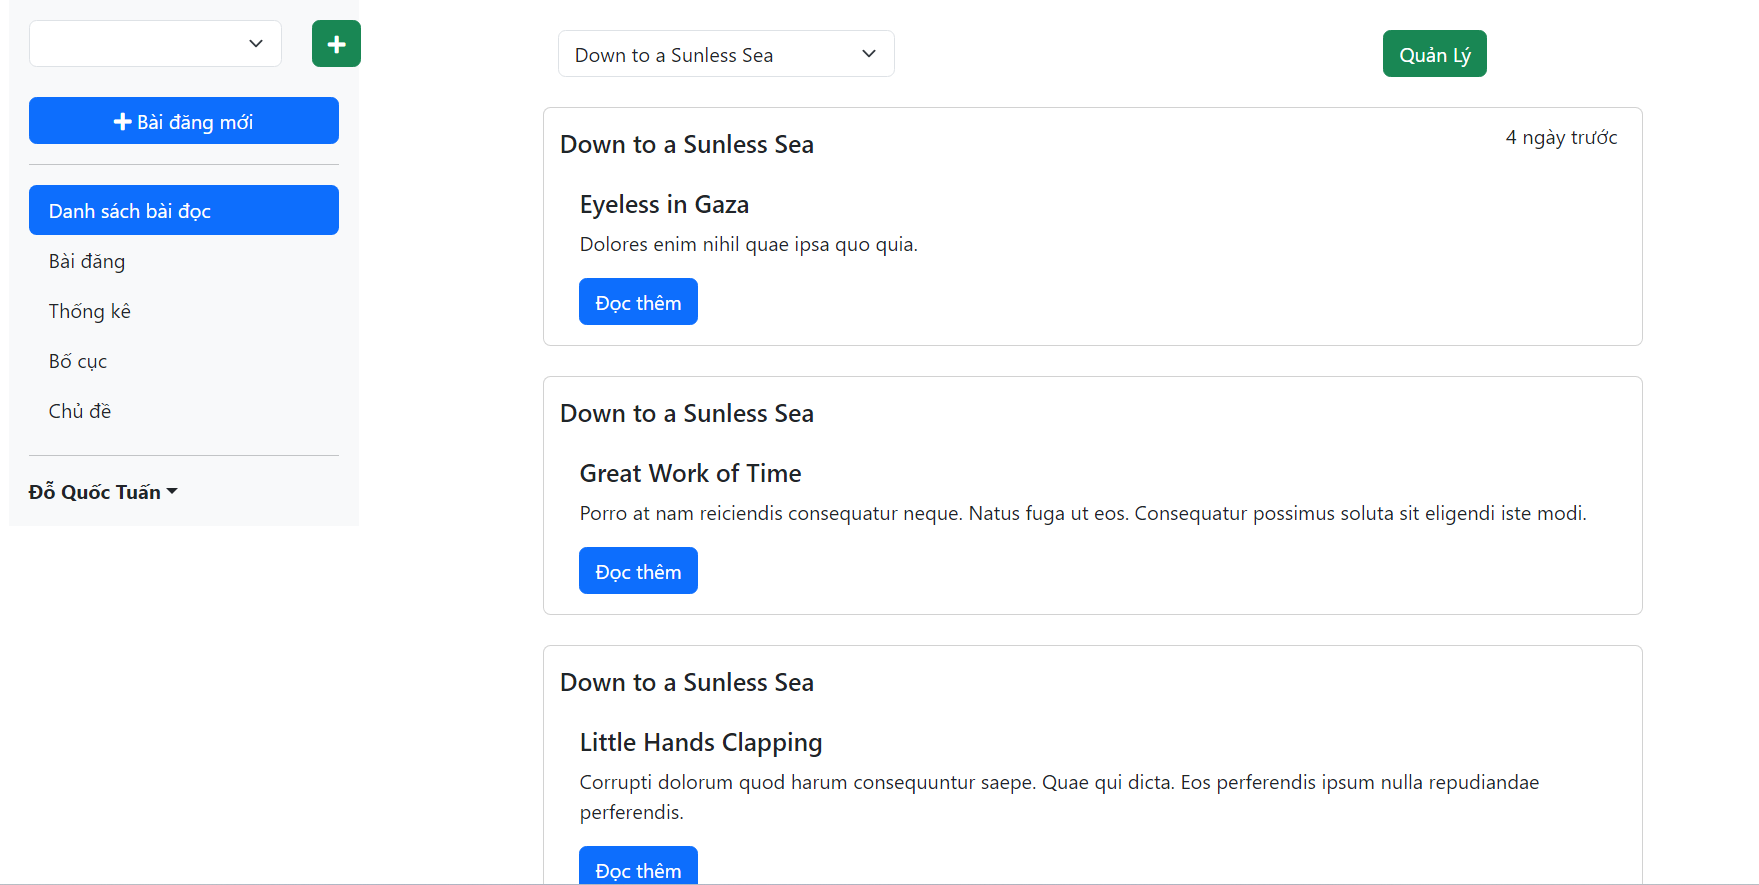 Bài đăng mới
Danh sách bài đọc
Bài đăng
Thống kê
Bố cục
Chủ đề
Đỗ Quốc Tuấn
Down to a Sunless Sea
Quản Lý
Down to a Sunless Sea
4 ngày trước
Eyeless in Gaza
Dolores enim nihil quae ipsa quo quia.
Đọc thêm
Down to a Sunless Sea
Great Work of Time
Porro at nam reiciendis consequatur neque. Natus fuga ut eos. Consequatur possimus soluta sit eligendi iste modi.
Đọc thêm
Down to a Sunless Sea
Little Hands Clapping
Corrupti dolorum quod harum consequuntur saepe. Quae qui dicta. Eos perferendis ipsum nulla repudiandae
perferendis.
Đọc thêm